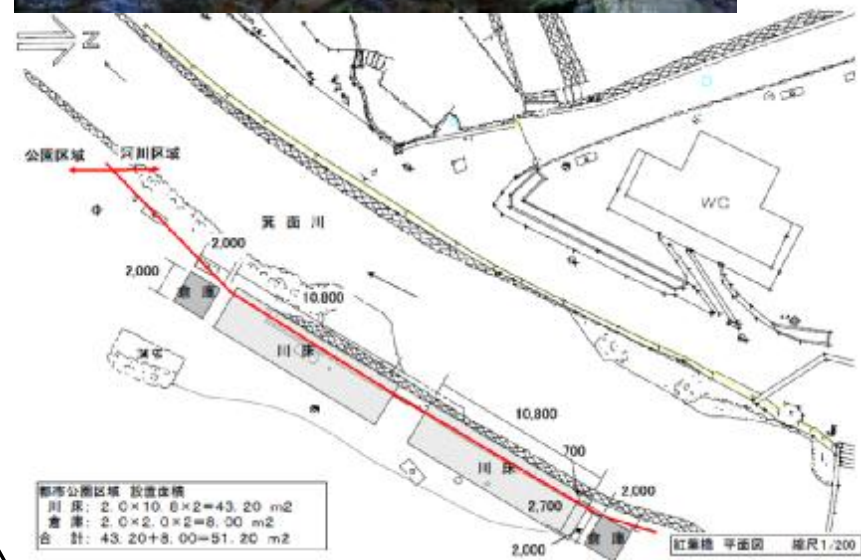 N
公園区域 河川区域
箕面川
WC
2,000
2,000
倉庫
10,800
川床
10,800
700
川床
2,700
2,000
2,000
都市公園区域 設置面積
川 床: 2.0×10.8×2=43.20 m2
倉 庫: 2.0×2.0×2=8.00 m2
合 計: 43.20+8.00=51.20 m2
倉庫
紅葉橋 平面図 縮尺1/200